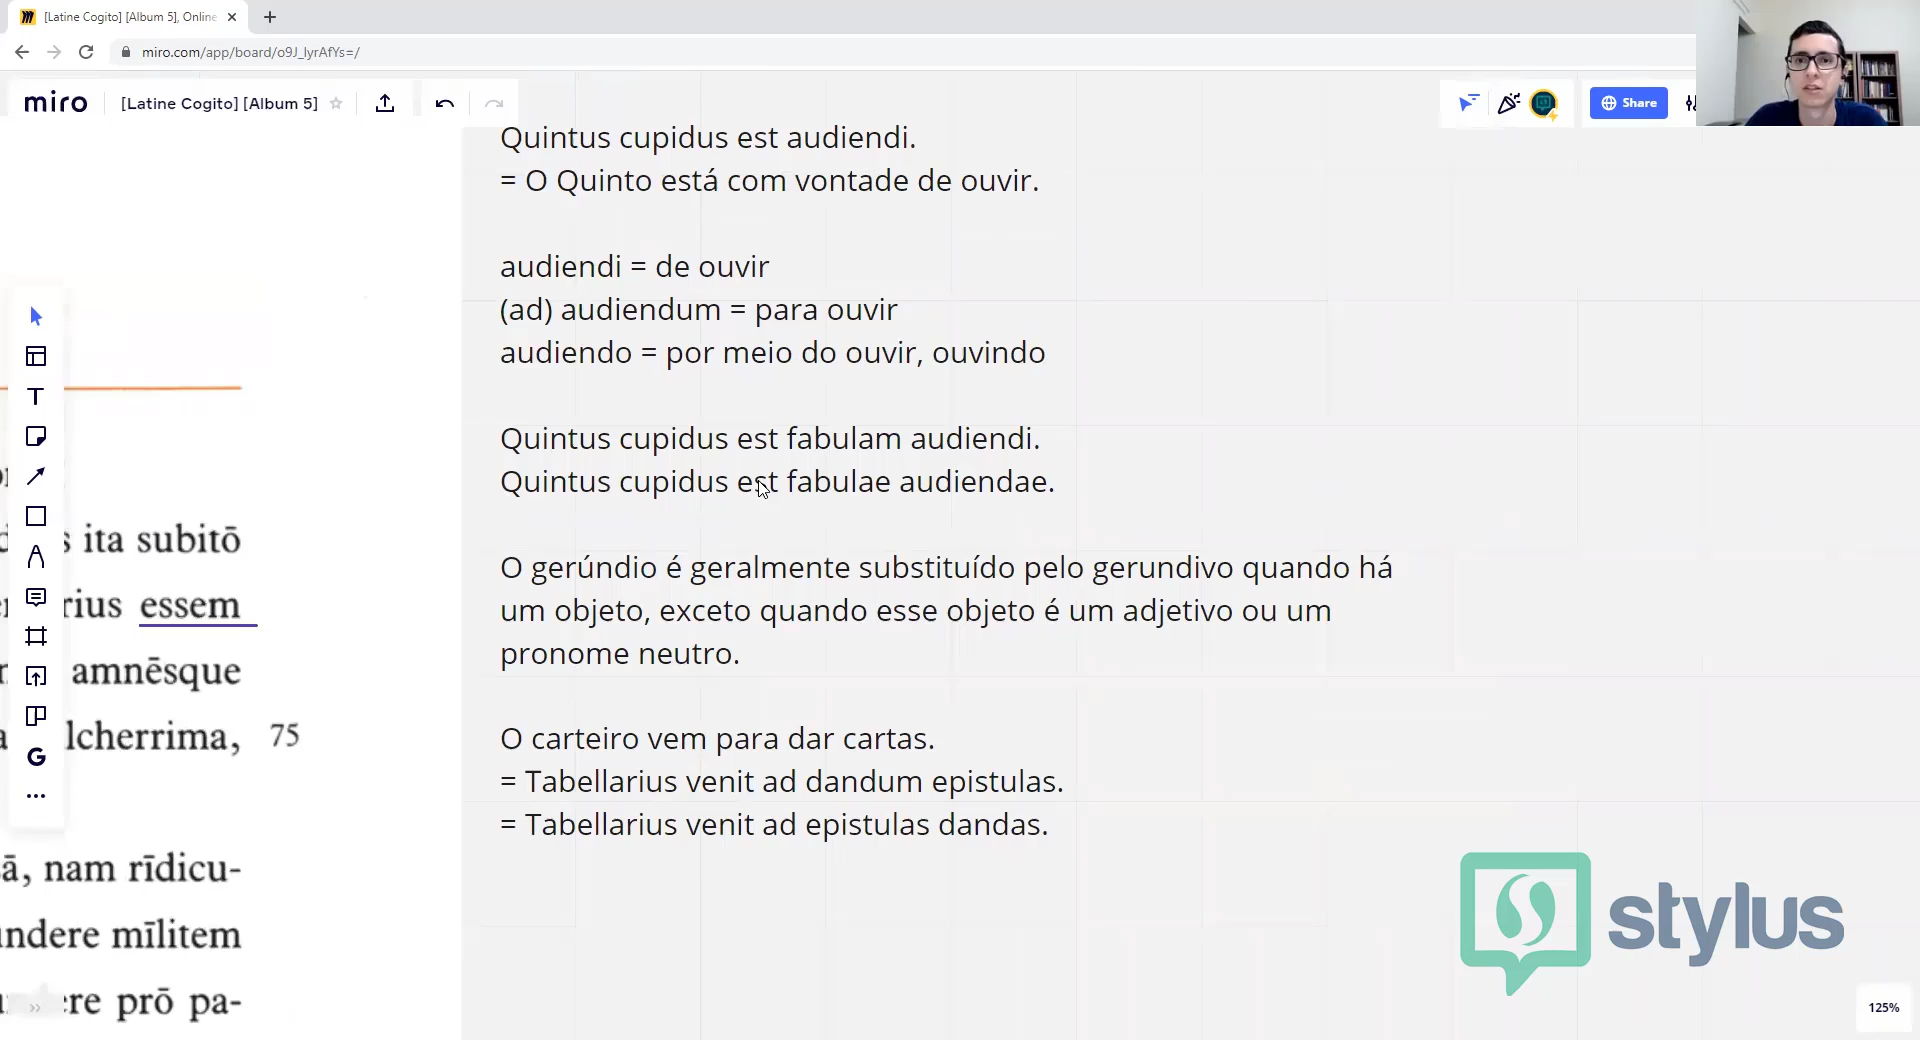 [Latine Cogito] [Album 5], Online
miro.com/app/board/o9J_lyrAfYs=/
miro
[Latine Cogito] [Album 5]
Share
Quintus cupidus est audiendi.
= O Quinto está com vontade de ouvir.
audiendi = de ouvir
(ad) audiendum = para ouvir
audiendo = por meio do ouvir, ouvindo
Quintus cupidus est fabulam audiendi.
Quintus cupidus est fabulae audiendae.
O gerúndio é geralmente substituído pelo gerundivo quando há
um objeto, exceto quando esse objeto é um adjetivo ou um
pronome neutro.
O carteiro vem para dar cartas.
= Tabellarius venit ad dandum epistulas.
= Tabellarius venit ad epistulas dandas.
ita subitō
essem
amnēsque
lcherrima, 75
nam rīdicu-
mīlitem
prō pa-
stylus
125%